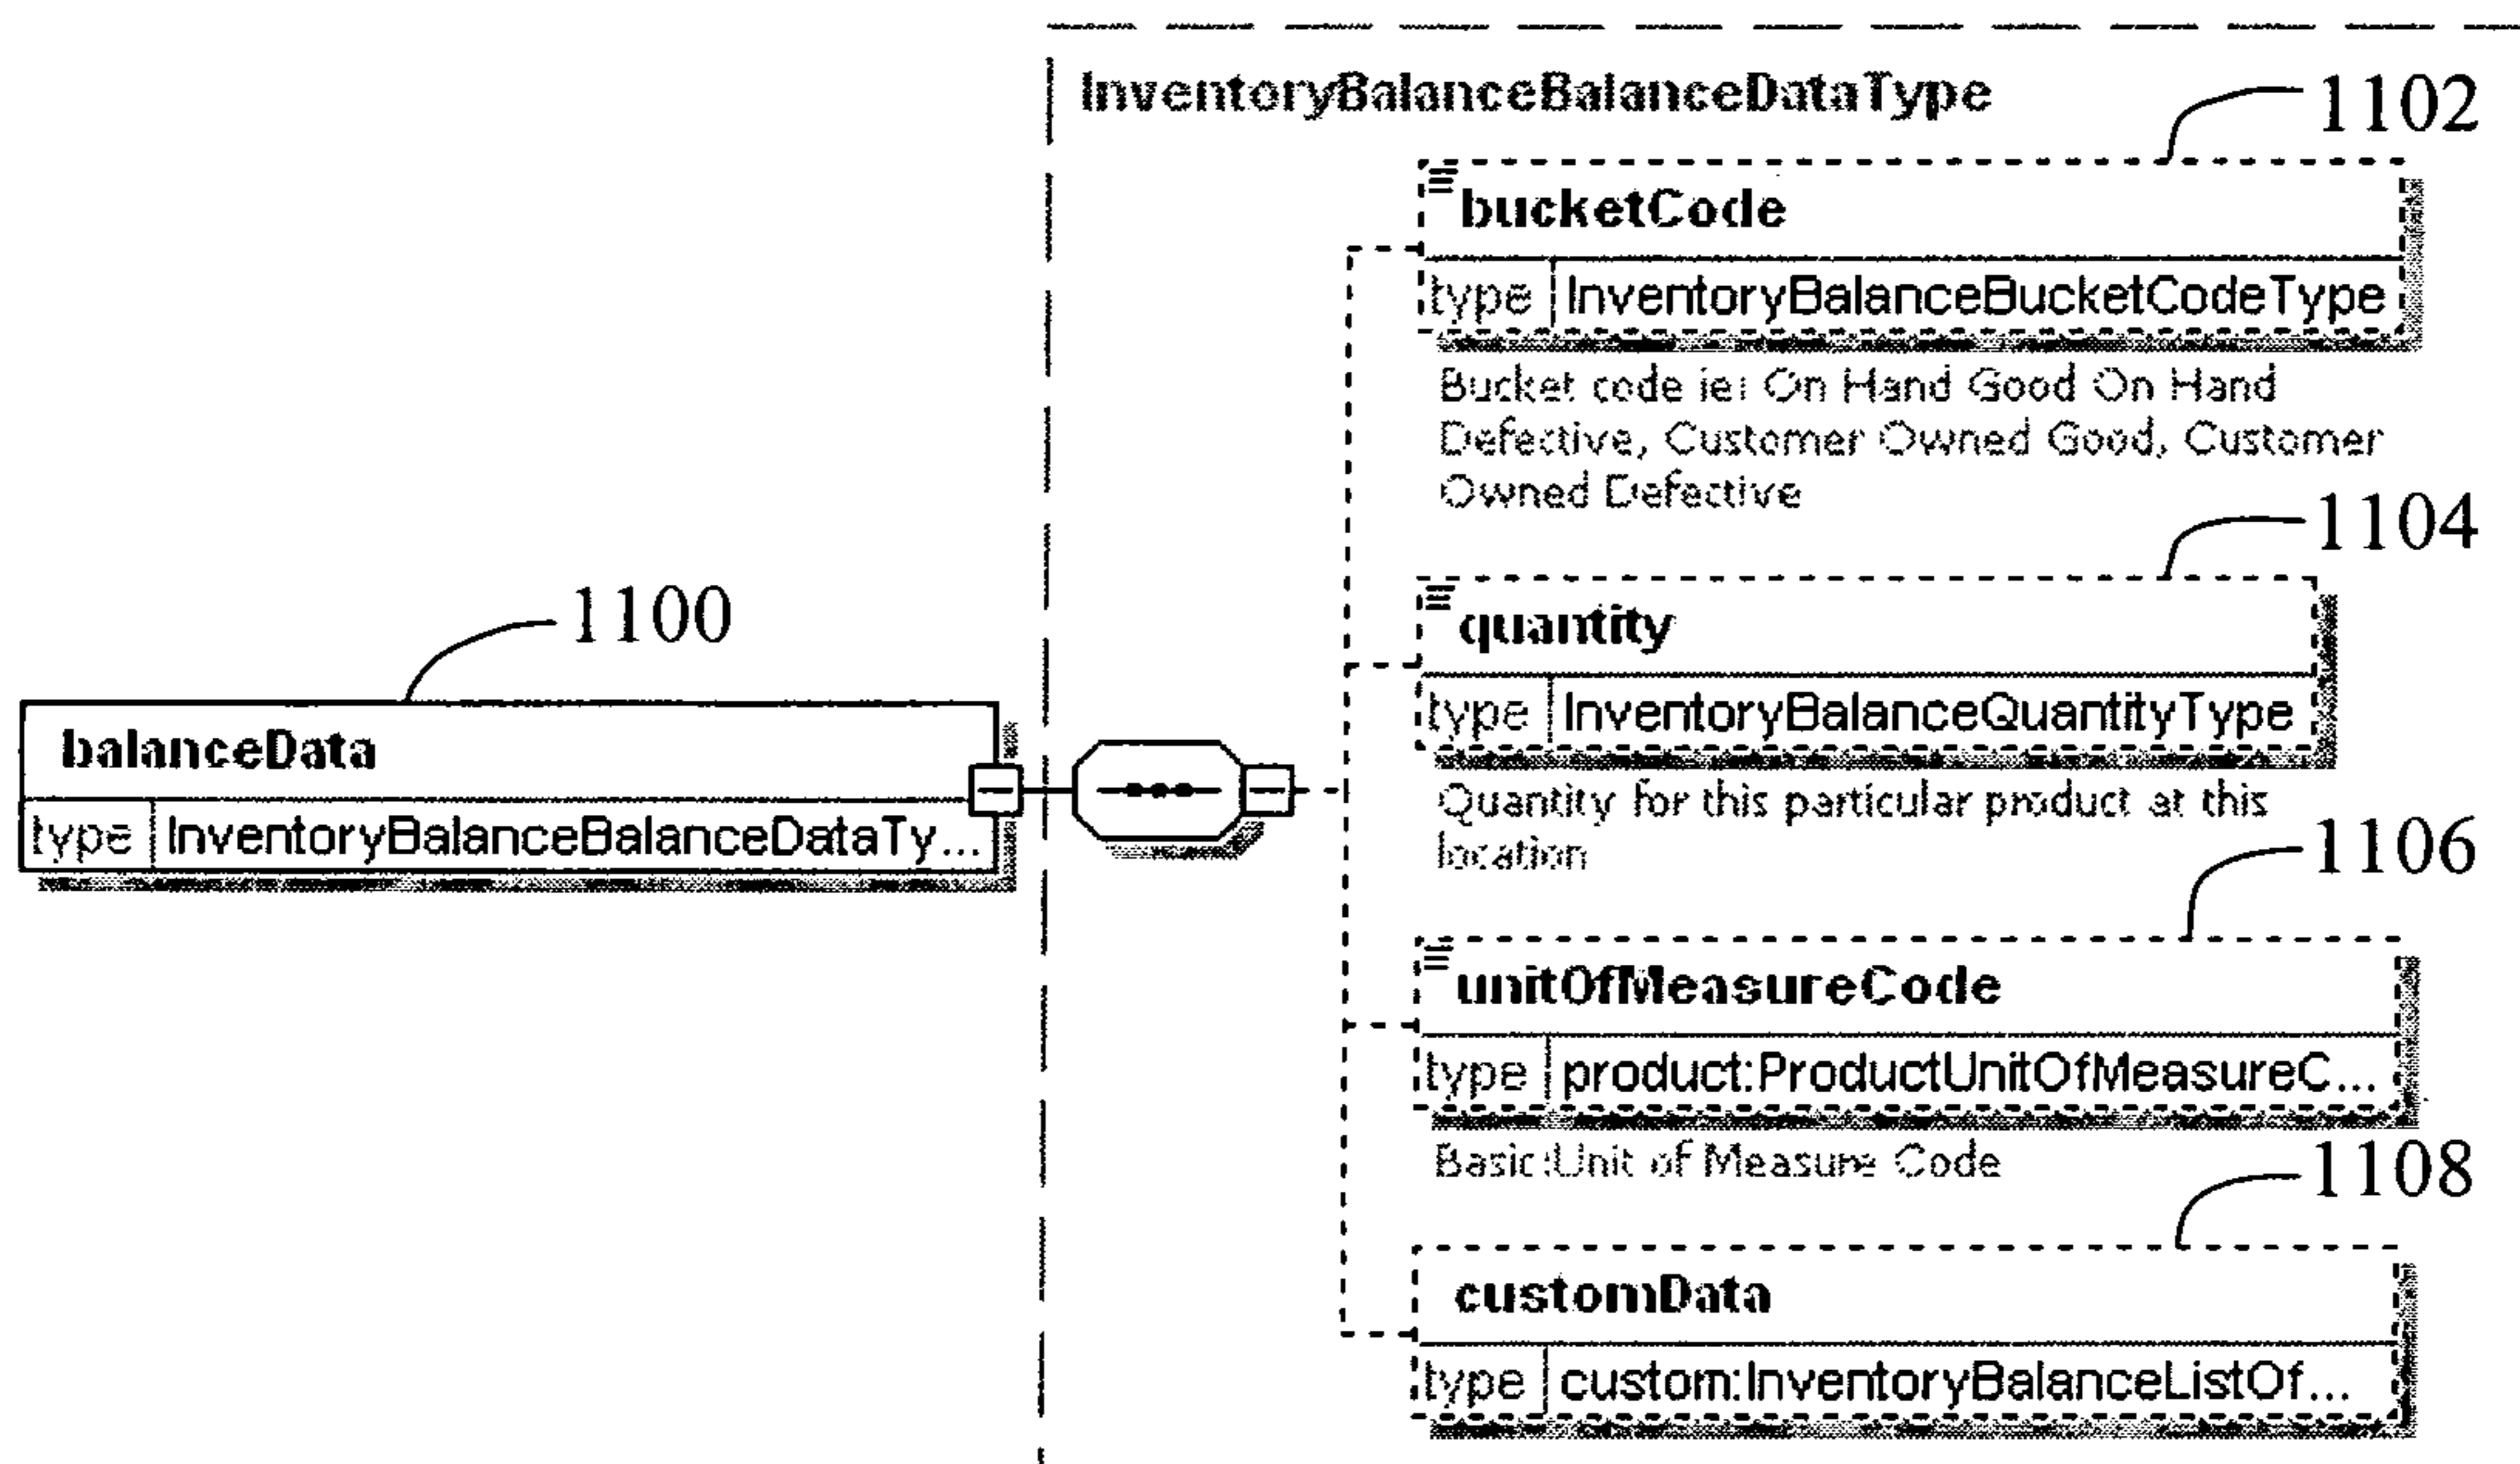 InventoryBalanceBalanceDataType
1102
bucketCode
type InventoryBalanceBucketCodeType
Bucket code ie: On Hand Good On Hand
Defective, Customer Owned Good, Customer
Owned Defective
1104
quantity
type InventoryBalanceQuantityType
Quantity for this particular product at this
location
1100
balanceData
type InventoryBalanceBalanceDataTy...
1106
unitOfMeasureCode
type product:ProductUnitOfMeasureC...
Basic Unit of Measure Code
1108
customData
type custom:InventoryBalanceListOf...